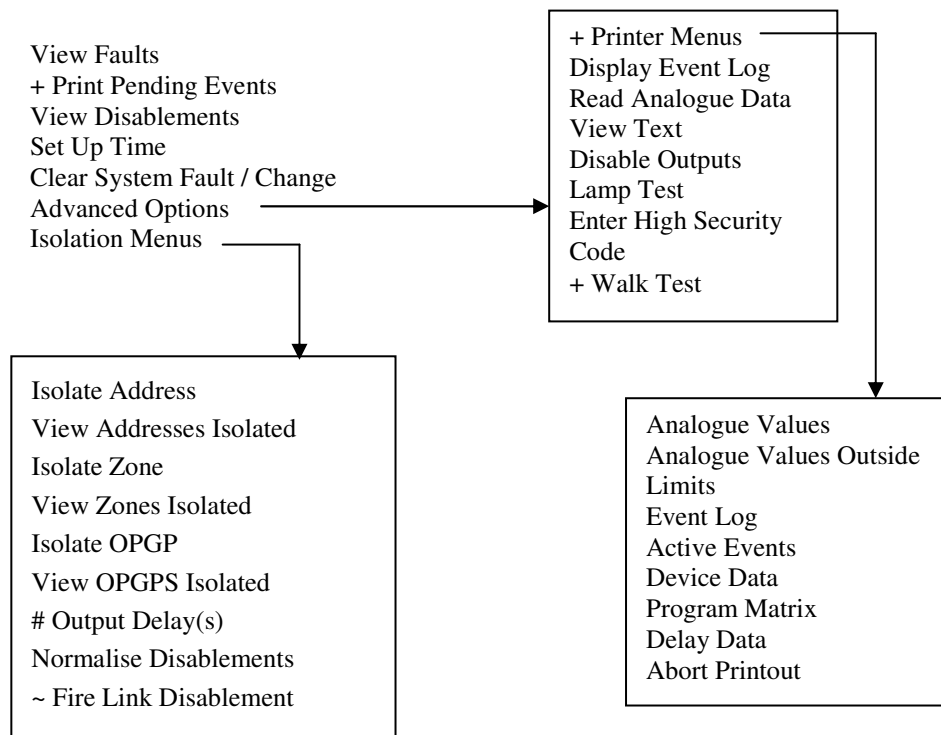 View Faults
+ Print Pending Events
View Disablements
Set Up Time
Clear System Fault / Change
Advanced Options
Isolation Menus
+ Printer Menus
Display Event Log
Read Analogue Data
View Text
Disable Outputs
Lamp Test
Enter High Security
Code
+ Walk Test
Isolate Address
View Addresses Isolated
Isolate Zone
View Zones Isolated
Isolate OPGP
View OPGPS Isolated
# Output Delay(s)
Normalise Disablements
~ Fire Link Disablement
Analogue Values
Analogue Values Outside
Limits
Event Log
Active Events
Device Data
Program Matrix
Delay Data
Abort Printout